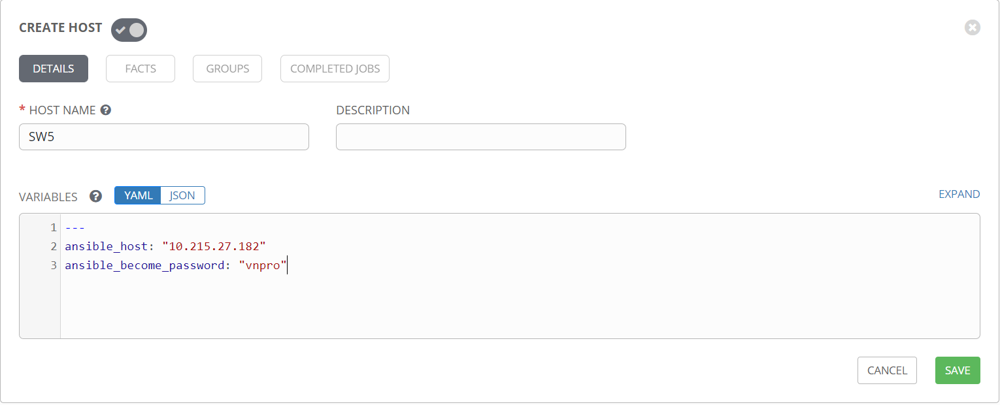 CREATE HOST
DETAILS FACTS GROUPS COMPLETED JOBS
* HOST NAME ?
DESCRIPTION
SW5
VARIABLES ? YAML JSON
EXPAND
1 ---
2 ansible_host: "10.215.27.182"
3 ansible_become_password: "vnpro"
CANCEL SAVE